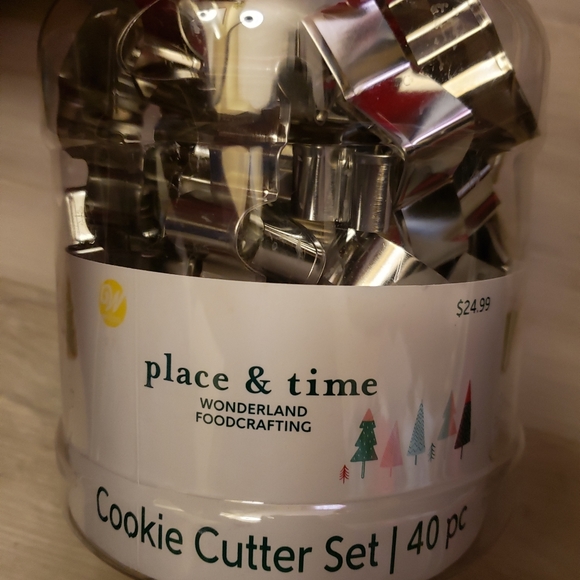 W
$24.99
place & time
WONDERLAND
FOODCRAFTING
Cookie Cutter Set | 40 pc